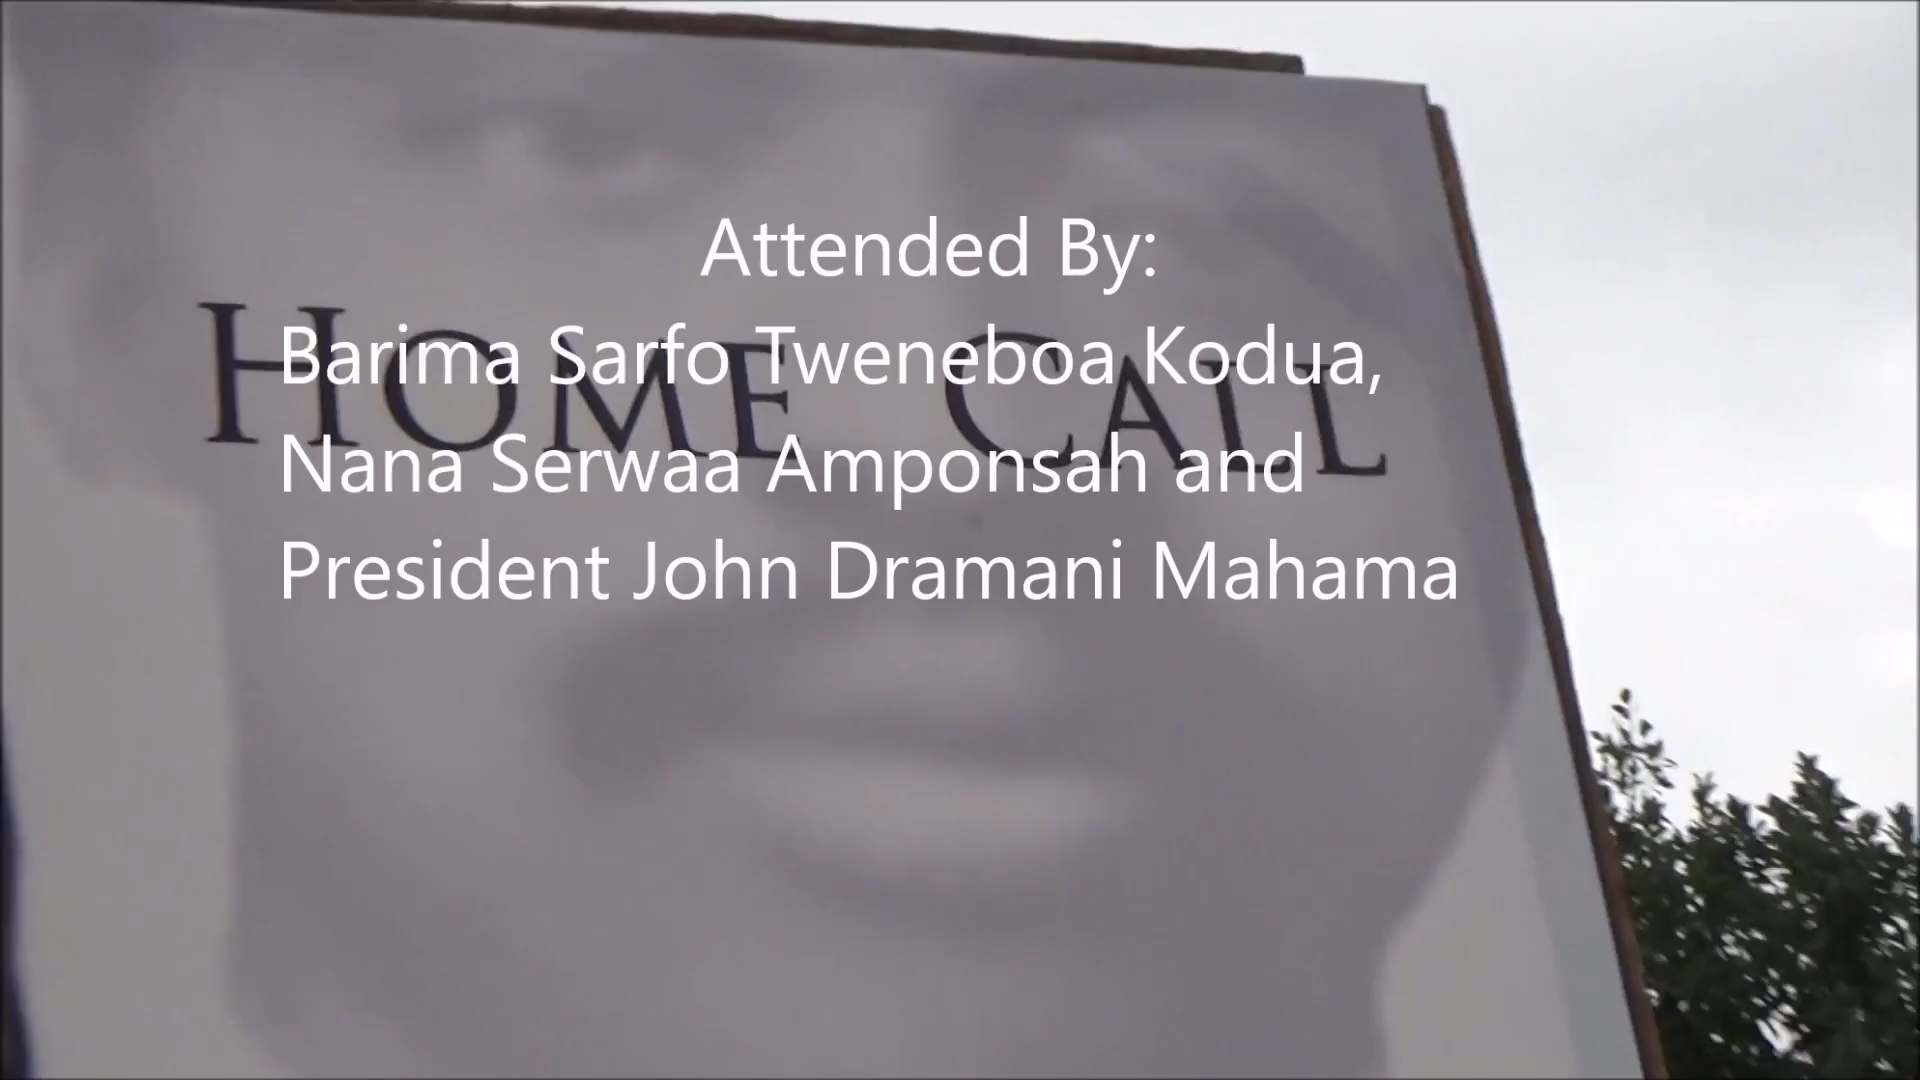 Attended By:
HOME CALL
Barima Sarfo Tweneboa Kodua,
Nana Serwaa Amponsah and
President John Dramani Mahama